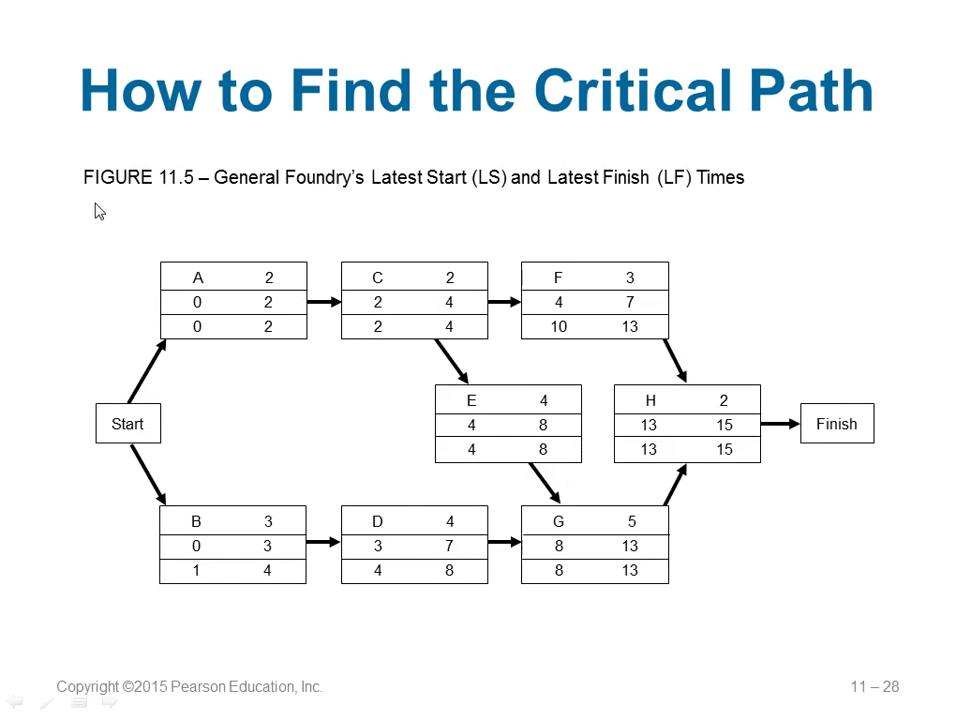 How to Find the Critical Path
FIGURE 11.5 – General Foundry's Latest Start (LS) and Latest Finish (LF) Times
A 2
0 2
0 2
C 2
2 4
2 4
F 3
4 7
10 13
Start
E 4
4 8
4 8
H 2
13 15
13 15
Finish
B 3
0 3
1 4
D 4
3 7
4 8
G 5
8 13
8 13
Copyright ©2015 Pearson Education, Inc.
11 – 28